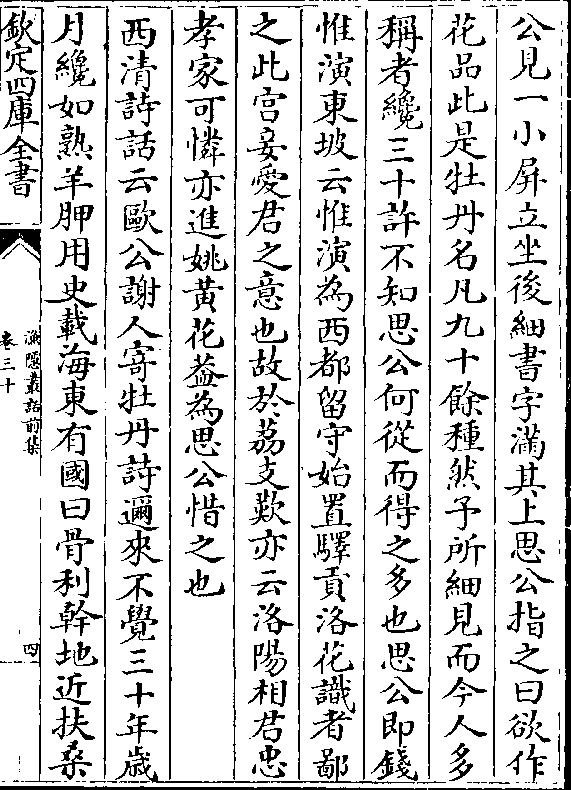 公見一小屏立坐後細書字滿其上思公指之曰欲作
花品此是牡丹名凡九十餘種然予所細見而今人多
稱者纔三十許不知思公何從而得之多也思公即錢
惟演東坡云惟演為西都留守始置驛貢洛花識者鄙
之此宫妾愛君之意也故於荔支歎亦云洛陽相君忠
孝家可憐亦進姚黄花葢為思公惜之也
西清詩話云歐公謝人寄牡丹詩邇來不覺三十年歳
月纔如熟羊胛用史載海東有國曰骨利幹地近扶桑
欽定四庫全書
漁隱叢話前集
卷三十
四